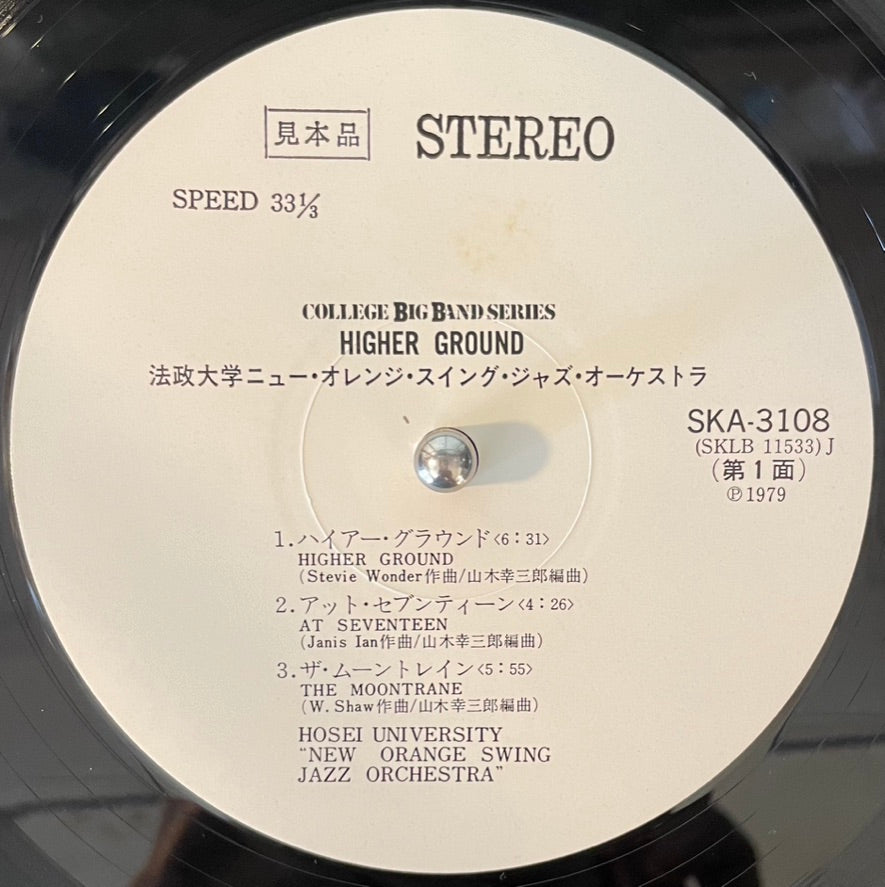 見本品 STEREO
SPEED 33⅓
COLLEGE BIG BAND SERIES
HIGHER GROUND
法政大学ニュー・オレンジ・スイング・ジャズ・オーケストラ
SKA-3108
(SKLB 11533)J
(第1面)
℗1979
1.ハイアー・グラウンド<6：31>
HIGHER GROUND
(Stevie Wonder作曲/山木幸三郎編曲)
2.アット・セブンティーン<4：26>
AT SEVENTEEN
(Janis Ian作曲/山木幸三郎編曲)
3.ザ・ムーントレイン<5：55>
THE MOONTRANE
(W. Shaw作曲/山木幸三郎編曲)
HOSEI UNIVERSITY
“NEW ORANGE SWING
JAZZ ORCHESTRA”